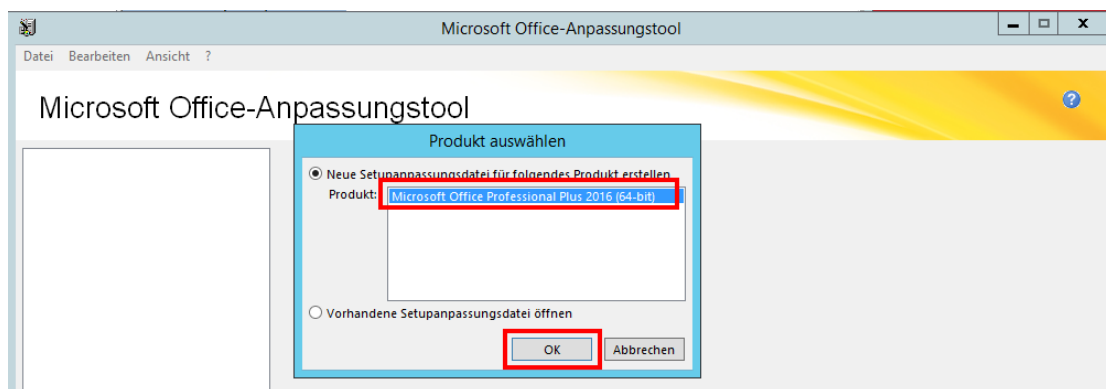 Microsoft Office-Anpassungstool
Datei Bearbeiten Ansicht ?
Microsoft Office-Anpassungstool
Produkt auswählen
Neue Setupanpassungsdatei für folgendes Produkt erstellen
Produkt: Microsoft Office Professional Plus 2016 (64-bit)
Vorhandene Setupanpassungsdatei öffnen
OK Abbrechen